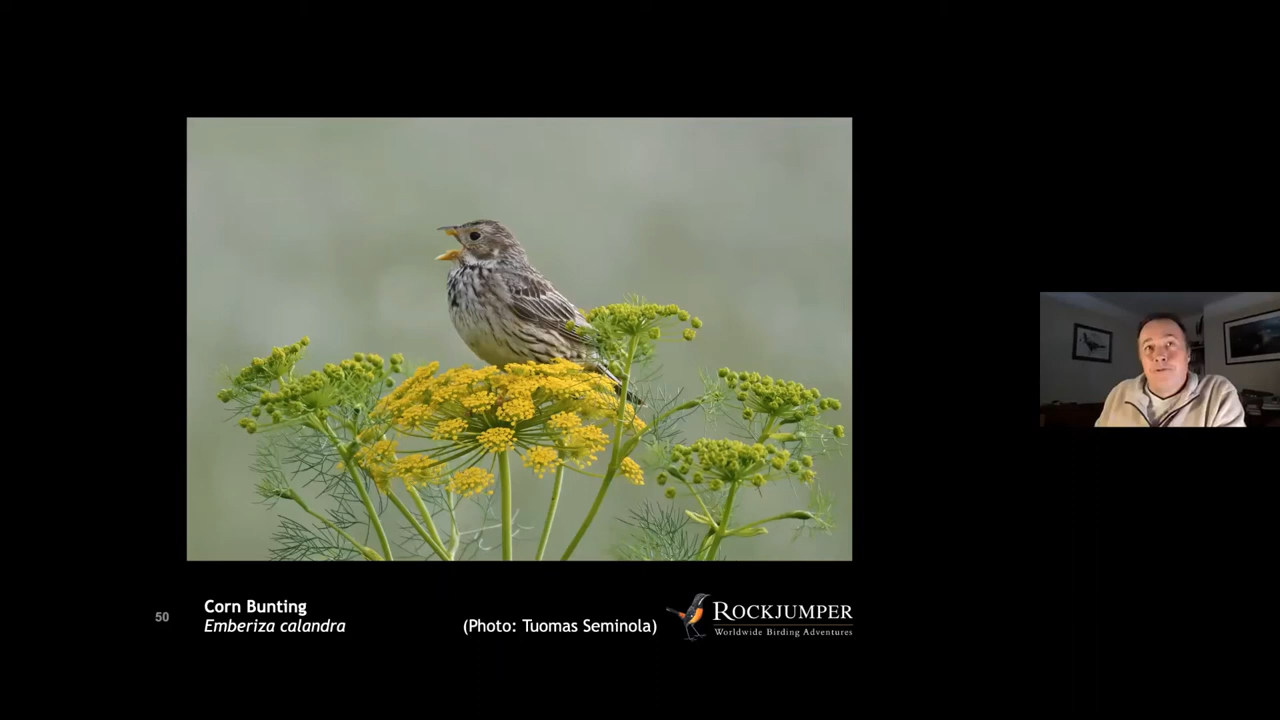 50
Corn Bunting
Emberiza calandra
(Photo: Tuomas Seminola)
ROCKJUMPER
Worldwide Birding Adventures